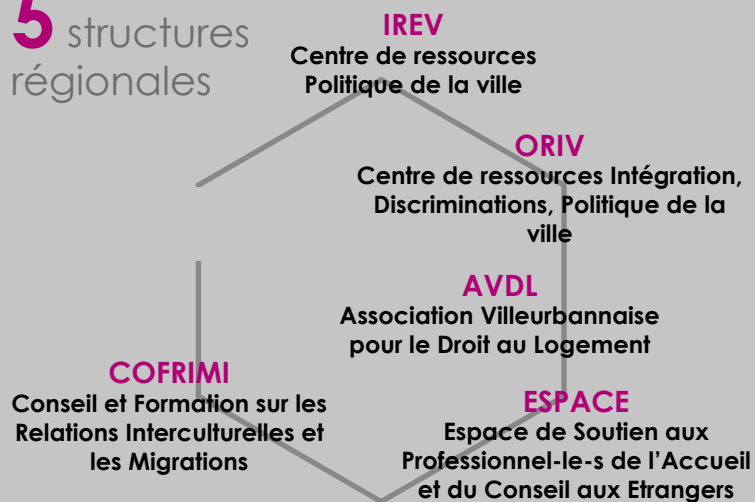 5 structures
régionales
IREV
Centre de ressources
Politique de la ville
ORIV
Centre de ressources Intégration,
Discriminations, Politique de la
ville
AVDL
Association Villeurbannaise
pour le Droit au Logement
COFRIMI
Conseil et Formation sur les
Relations Interculturelles et
les Migrations
ESPACE
Espace de Soutien aux
Professionnel-le-s de l’Accueil
et du Conseil aux Etrangers